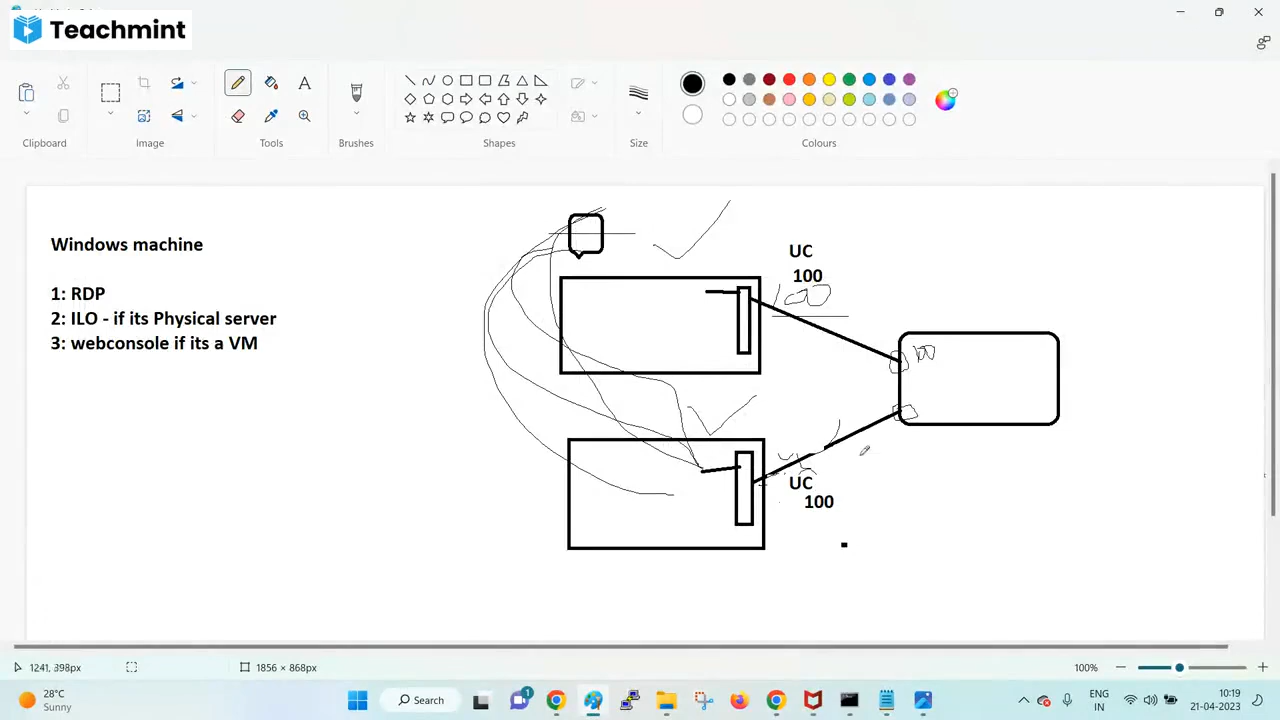 Teachmint
Clipboard
Image
Tools
Brushes
Shapes
Size
Colours
Windows machine
1: RDP
2: ILO - if its Physical server
3: webconsole if its a VM
UC
100
100
UC
100
1241, 398px
1856 × 868px
100%
28°C
Sunny
Search
1
ENG
IN
10:19
21-04-2023